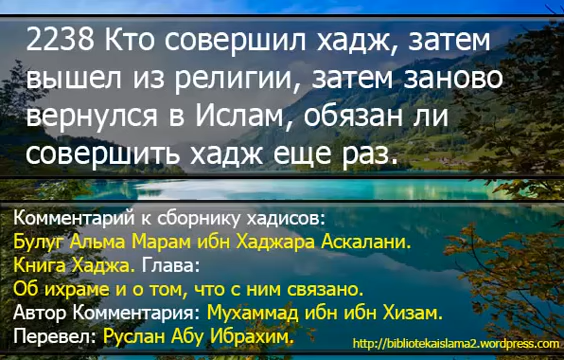 2238 Кто совершил хадж, затем
вышел из религии, затем заново
вернулся в Ислам, обязан ли
совершить хадж еще раз.
Комментарий к сборнику хадисов:
Булуг Альма Марам ибн Хаджара Аскалани.
Книга Хаджа. Глава:
Об ихраме и о том, что с ним связано.
Автор Комментария: Мухаммад ибн ибн Хизам.
Перевел: Руслан Абу Ибрахим.
http://bibliotekaislama2.wordpress.com/